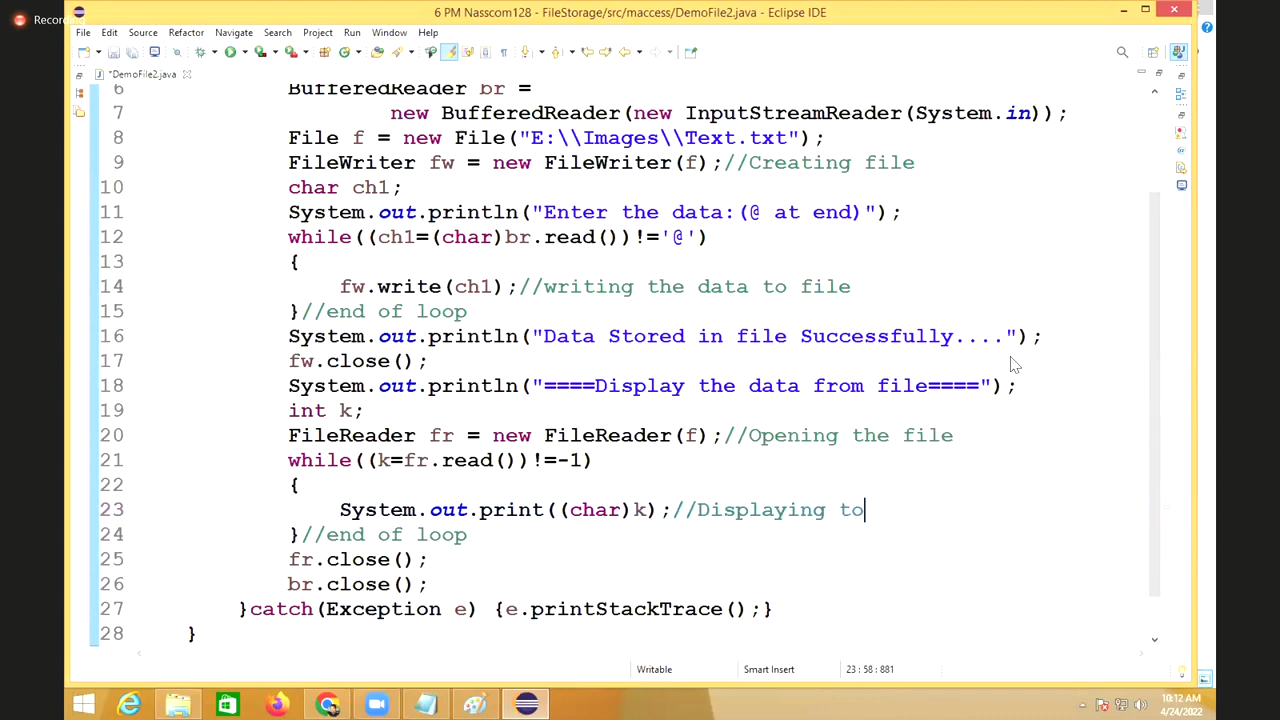 Recording
6 PM Nasscom128 - FileStorage/src/maccess/DemoFile2.java - Eclipse IDE
File Edit Source Refactor Navigate Search Project Run Window Help
*DemoFile2.java
6 BufferedReader br =
7 new BufferedReader(new InputStreamReader(System.in));
8 File f = new File("E:\\Images\\Text.txt");
9 FileWriter fw = new FileWriter(f);//Creating file
10 char ch1;
11 System.out.println("Enter the data:(@ at end)");
12 while((ch1=(char)br.read())!='@')
13 {
14 fw.write(ch1);//writing the data to file
15 }//end of loop
16 System.out.println("Data Stored in file Successfully....");
17 fw.close();
18 System.out.println("====Display the data from file====");
19 int k;
20 FileReader fr = new FileReader(f);//Opening the file
21 while((k=fr.read())!=-1)
22 {
23 System.out.print((char)k);//Displaying to
24 }//end of loop
25 fr.close();
26 br.close();
27 }catch(Exception e) {e.printStackTrace();}
28 }
Writable Smart Insert 23 : 58 : 881
10:12 AM
4/24/2022